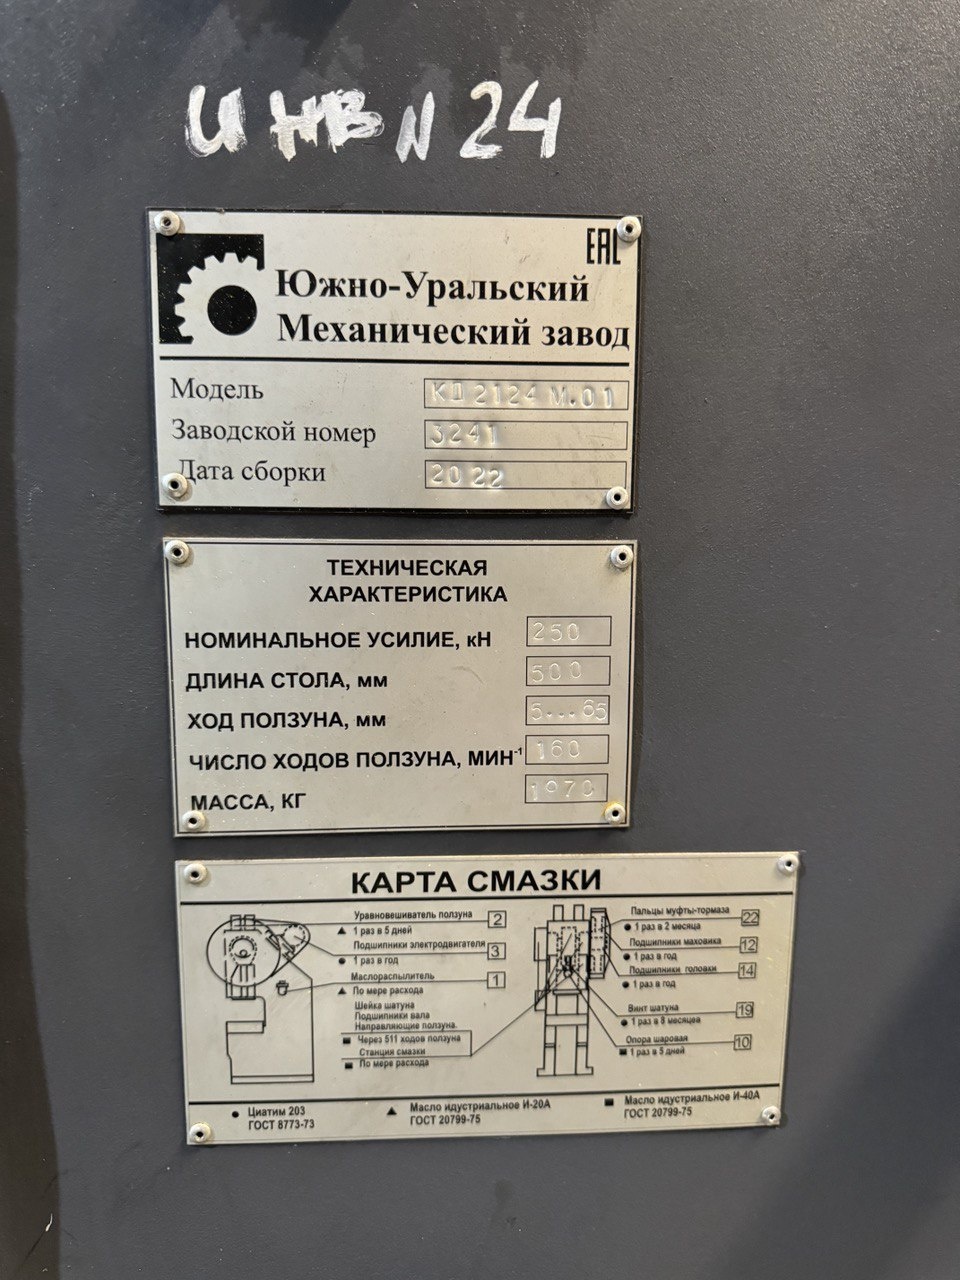 ИНВ N 24
EAC
Южно-Уральский
Механический завод
Модель КД2124М.01
Заводской номер 3241
Дата сборки 2022
ТЕХНИЧЕСКАЯ
ХАРАКТЕРИСТИКА
НОМИНАЛЬНОЕ УСИЛИЕ, кН 250
ДЛИНА СТОЛА, мм 500
ХОД ПОЛЗУНА, мм 5...65
ЧИСЛО ХОДОВ ПОЛЗУНА, МИН⁻¹ 160
МАССА, КГ 1970
КАРТА СМАЗКИ
Уравновешиватель ползуна 2
▲ 1 раз в 5 дней
Подшипники электродвигателя 3
● 1 раз в год
Маслораспылитель 1
▲ По мере расхода
Шейка шатуна
Подшипники вала
Направляющие ползуна.
■ Через 511 ходов ползуна
Станция смазки
■ По мере расхода
Пальцы муфты-тормаза 22
● 1 раз в 2 месяца
Подшипники маховика 12
● 1 раз в год
Подшипники головки 14
● 1 раз в год
Винт шатуна 19
● 1 раз в 8 месяцев
Опора шаровая 10
■ 1 раз в 5 дней
● Циатим 203
ГОСТ 8773-73
▲ Масло идустриальное И-20А
ГОСТ 20799-75
■ Масло идустриальное И-40А
ГОСТ 20799-75